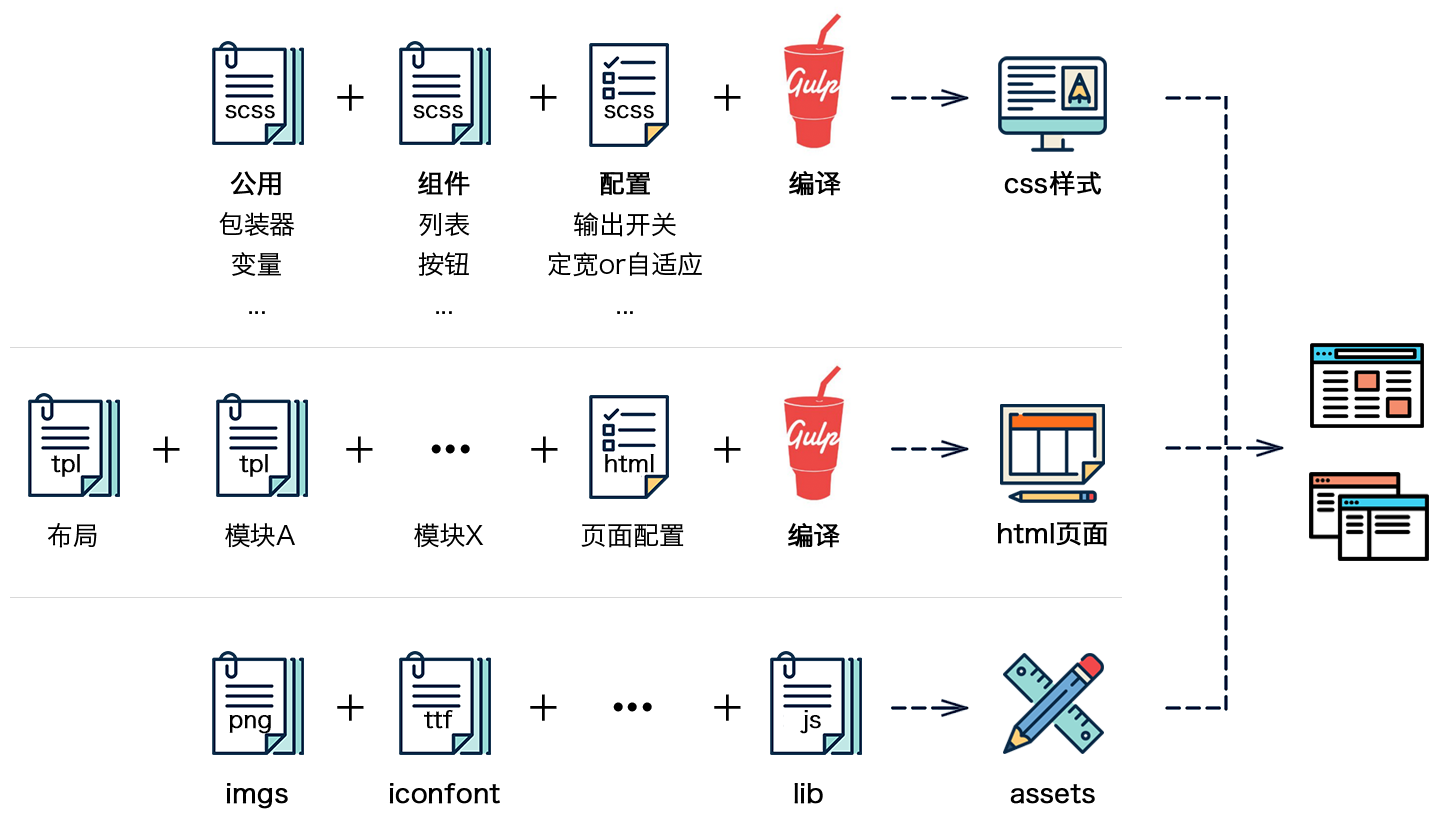 scss
scss
scss
Gulp
公用
组件
配置
编译
css样式
包装器
列表
输出开关
变量
按钮
定宽or自适应
...
...
...
tpl
tpl
html
Gulp
布局
模块A
模块X
页面配置
编译
html页面
png
ttf
js
imgs
iconfont
lib
assets